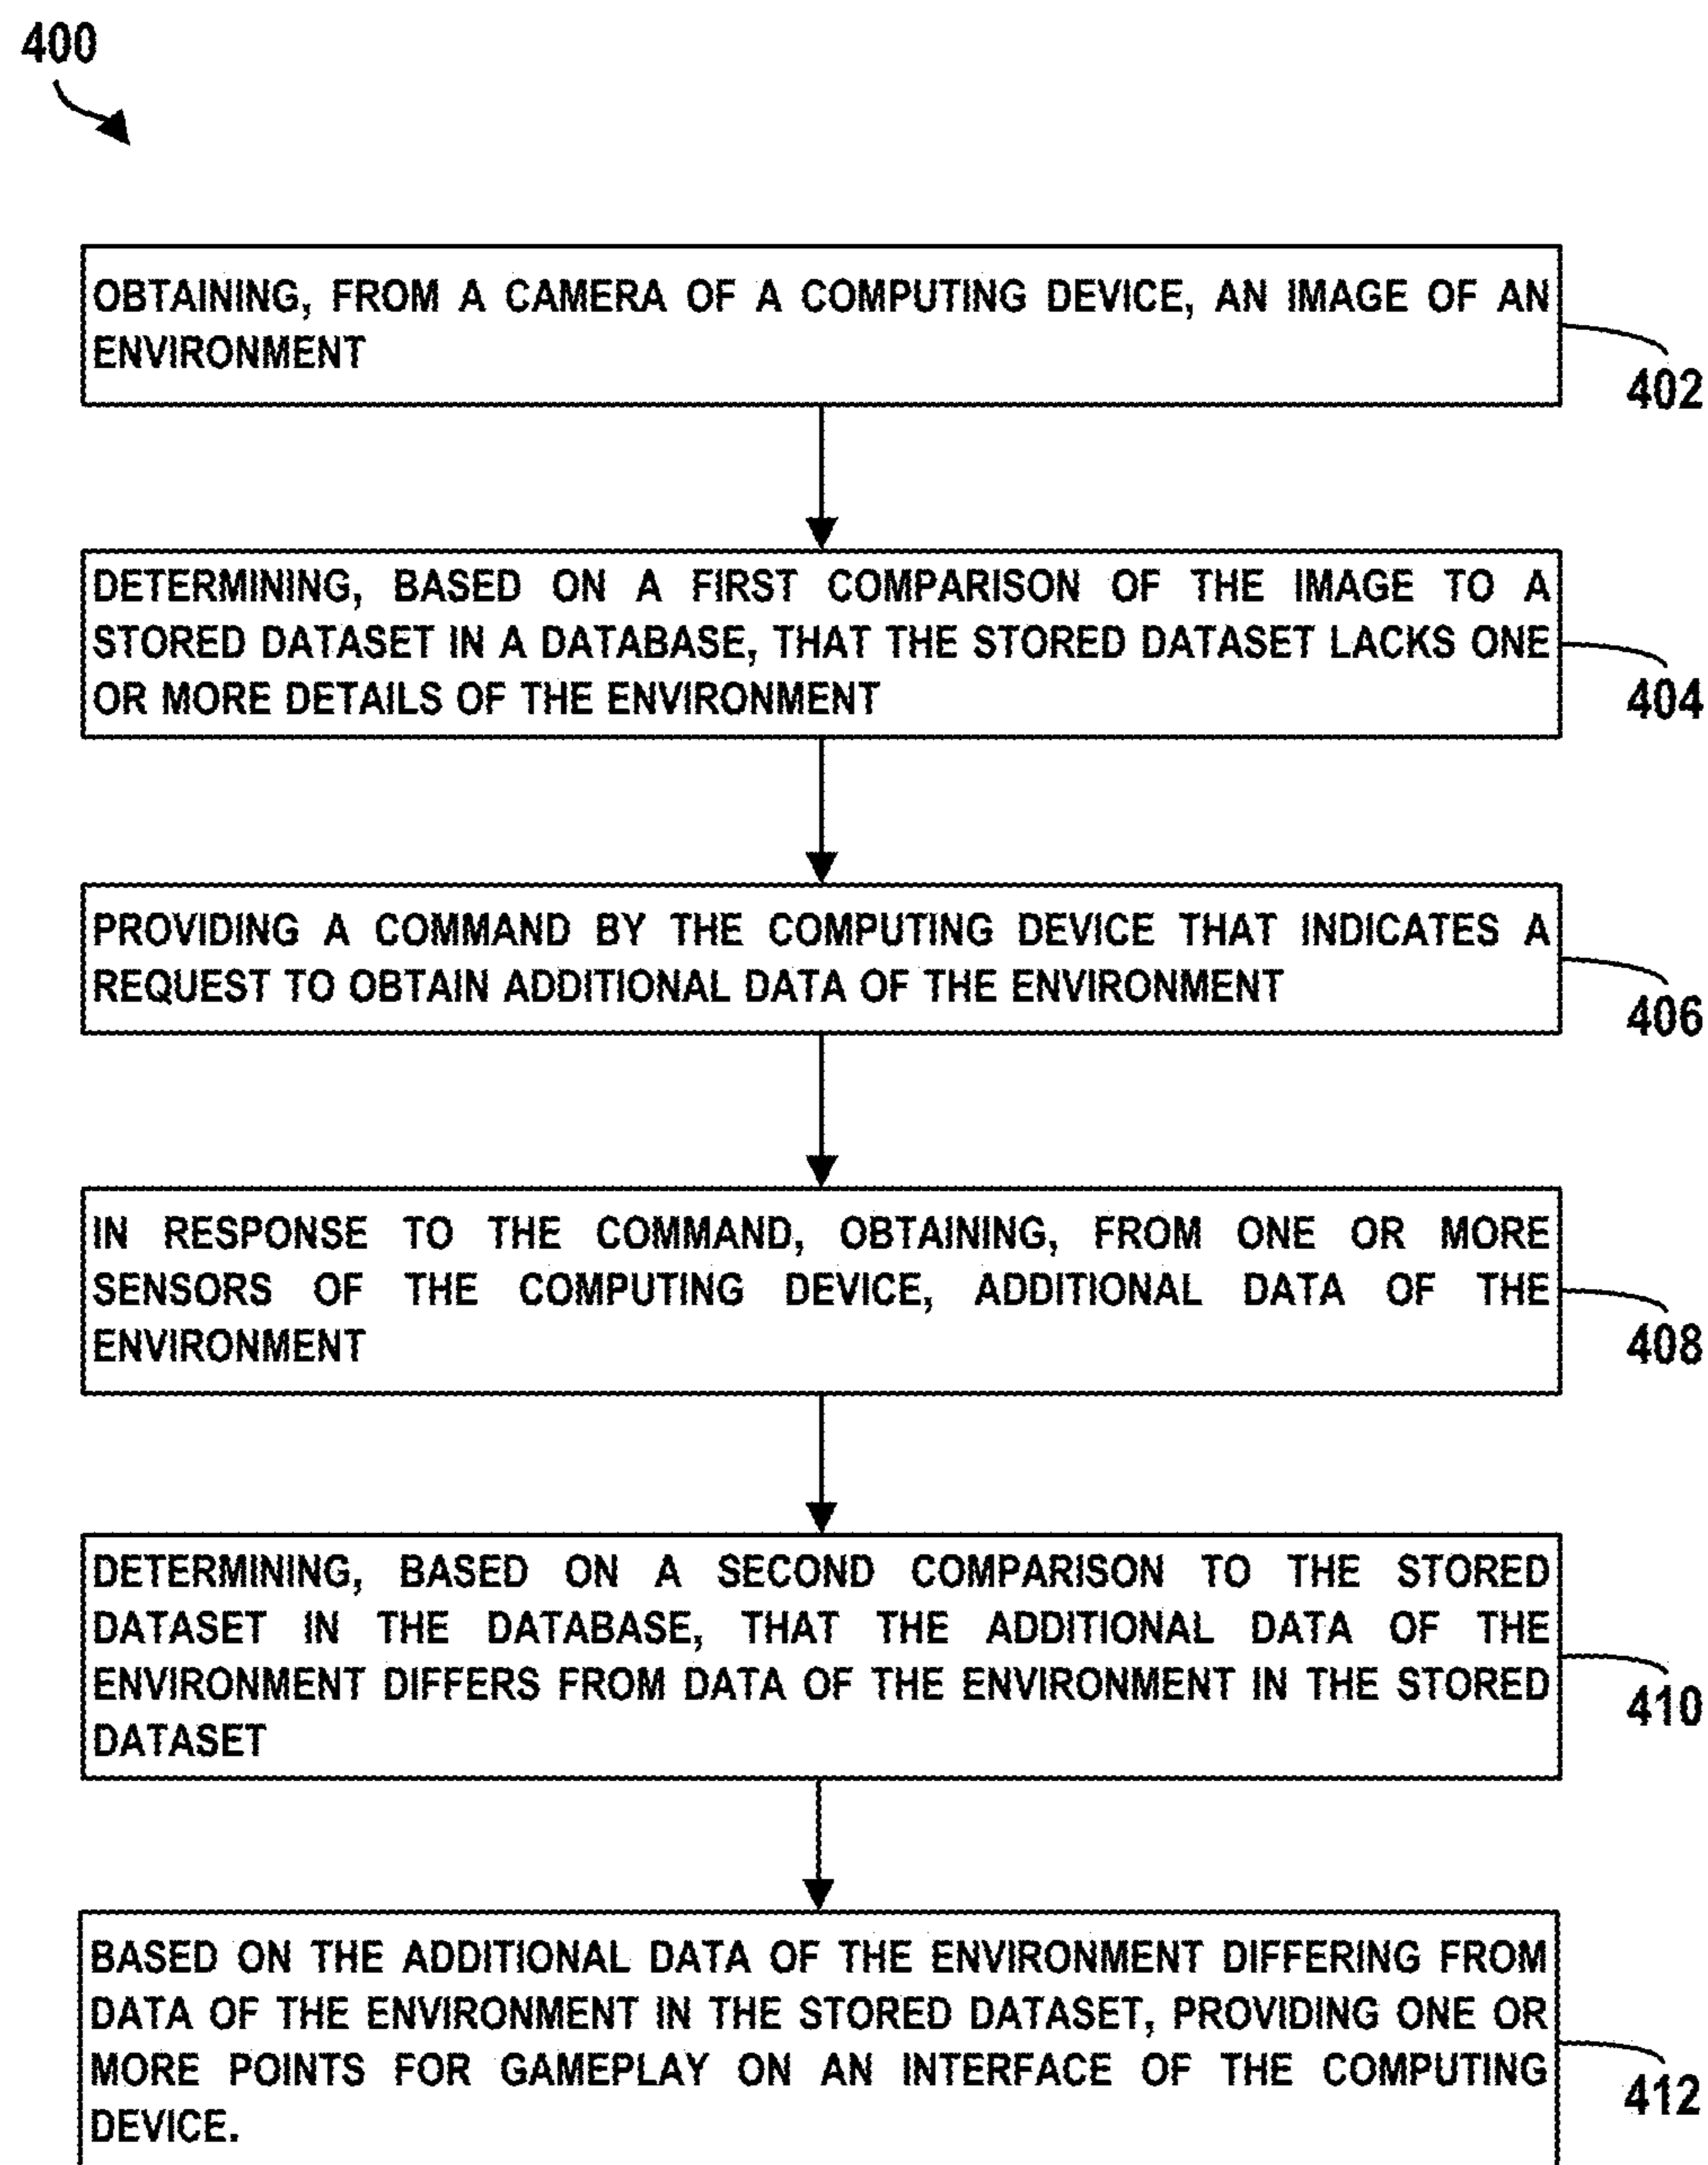 400
OBTAINING, FROM A CAMERA OF A COMPUTING DEVICE, AN IMAGE OF AN
ENVIRONMENT
402
DETERMINING, BASED ON A FIRST COMPARISON OF THE IMAGE TO A
STORED DATASET IN A DATABASE, THAT THE STORED DATASET LACKS ONE
OR MORE DETAILS OF THE ENVIRONMENT
404
PROVIDING A COMMAND BY THE COMPUTING DEVICE THAT INDICATES A
REQUEST TO OBTAIN ADDITIONAL DATA OF THE ENVIRONMENT
406
IN RESPONSE TO THE COMMAND, OBTAINING, FROM ONE OR MORE
SENSORS OF THE COMPUTING DEVICE, ADDITIONAL DATA OF THE
ENVIRONMENT
408
DETERMINING, BASED ON A SECOND COMPARISON TO THE STORED
DATASET IN THE DATABASE, THAT THE ADDITIONAL DATA OF THE
ENVIRONMENT DIFFERS FROM DATA OF THE ENVIRONMENT IN THE STORED
DATASET
410
BASED ON THE ADDITIONAL DATA OF THE ENVIRONMENT DIFFERING FROM
DATA OF THE ENVIRONMENT IN THE STORED DATASET, PROVIDING ONE OR
MORE POINTS FOR GAMEPLAY ON AN INTERFACE OF THE COMPUTING
DEVICE.
412